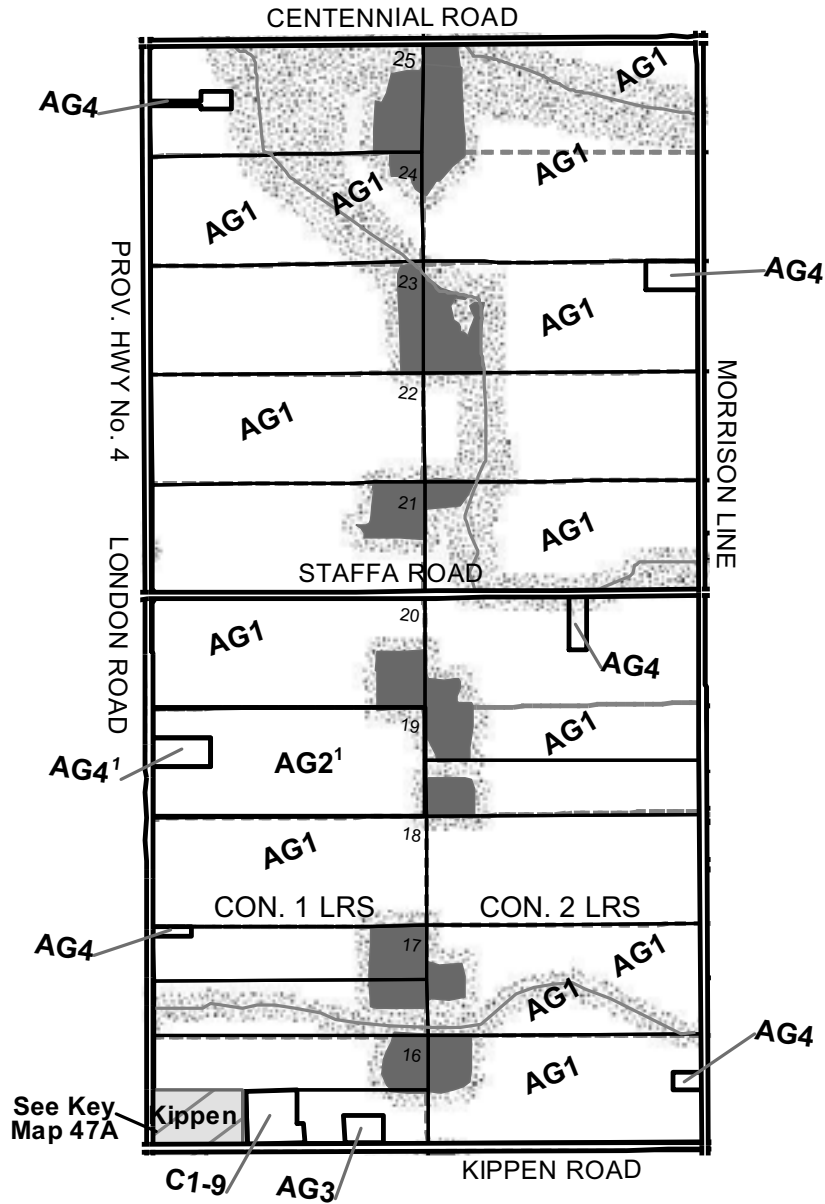 CENTENNIAL ROAD
25
AG1
AG4
24
AG1
AG1
AG1
PROV. HWY No. 4
23
AG4
AG1
MORRISON LINE
22
AG1
21
AG1
LONDON ROAD
STAFFA ROAD
20
AG1
AG4
19
AG1
AG4¹
AG2¹
18
AG1
CON. 1 LRS
CON. 2 LRS
AG4
17
AG1
AG1
16
AG1
AG4
See Key
Map 47A
Kippen
C1-9
AG3
KIPPEN ROAD